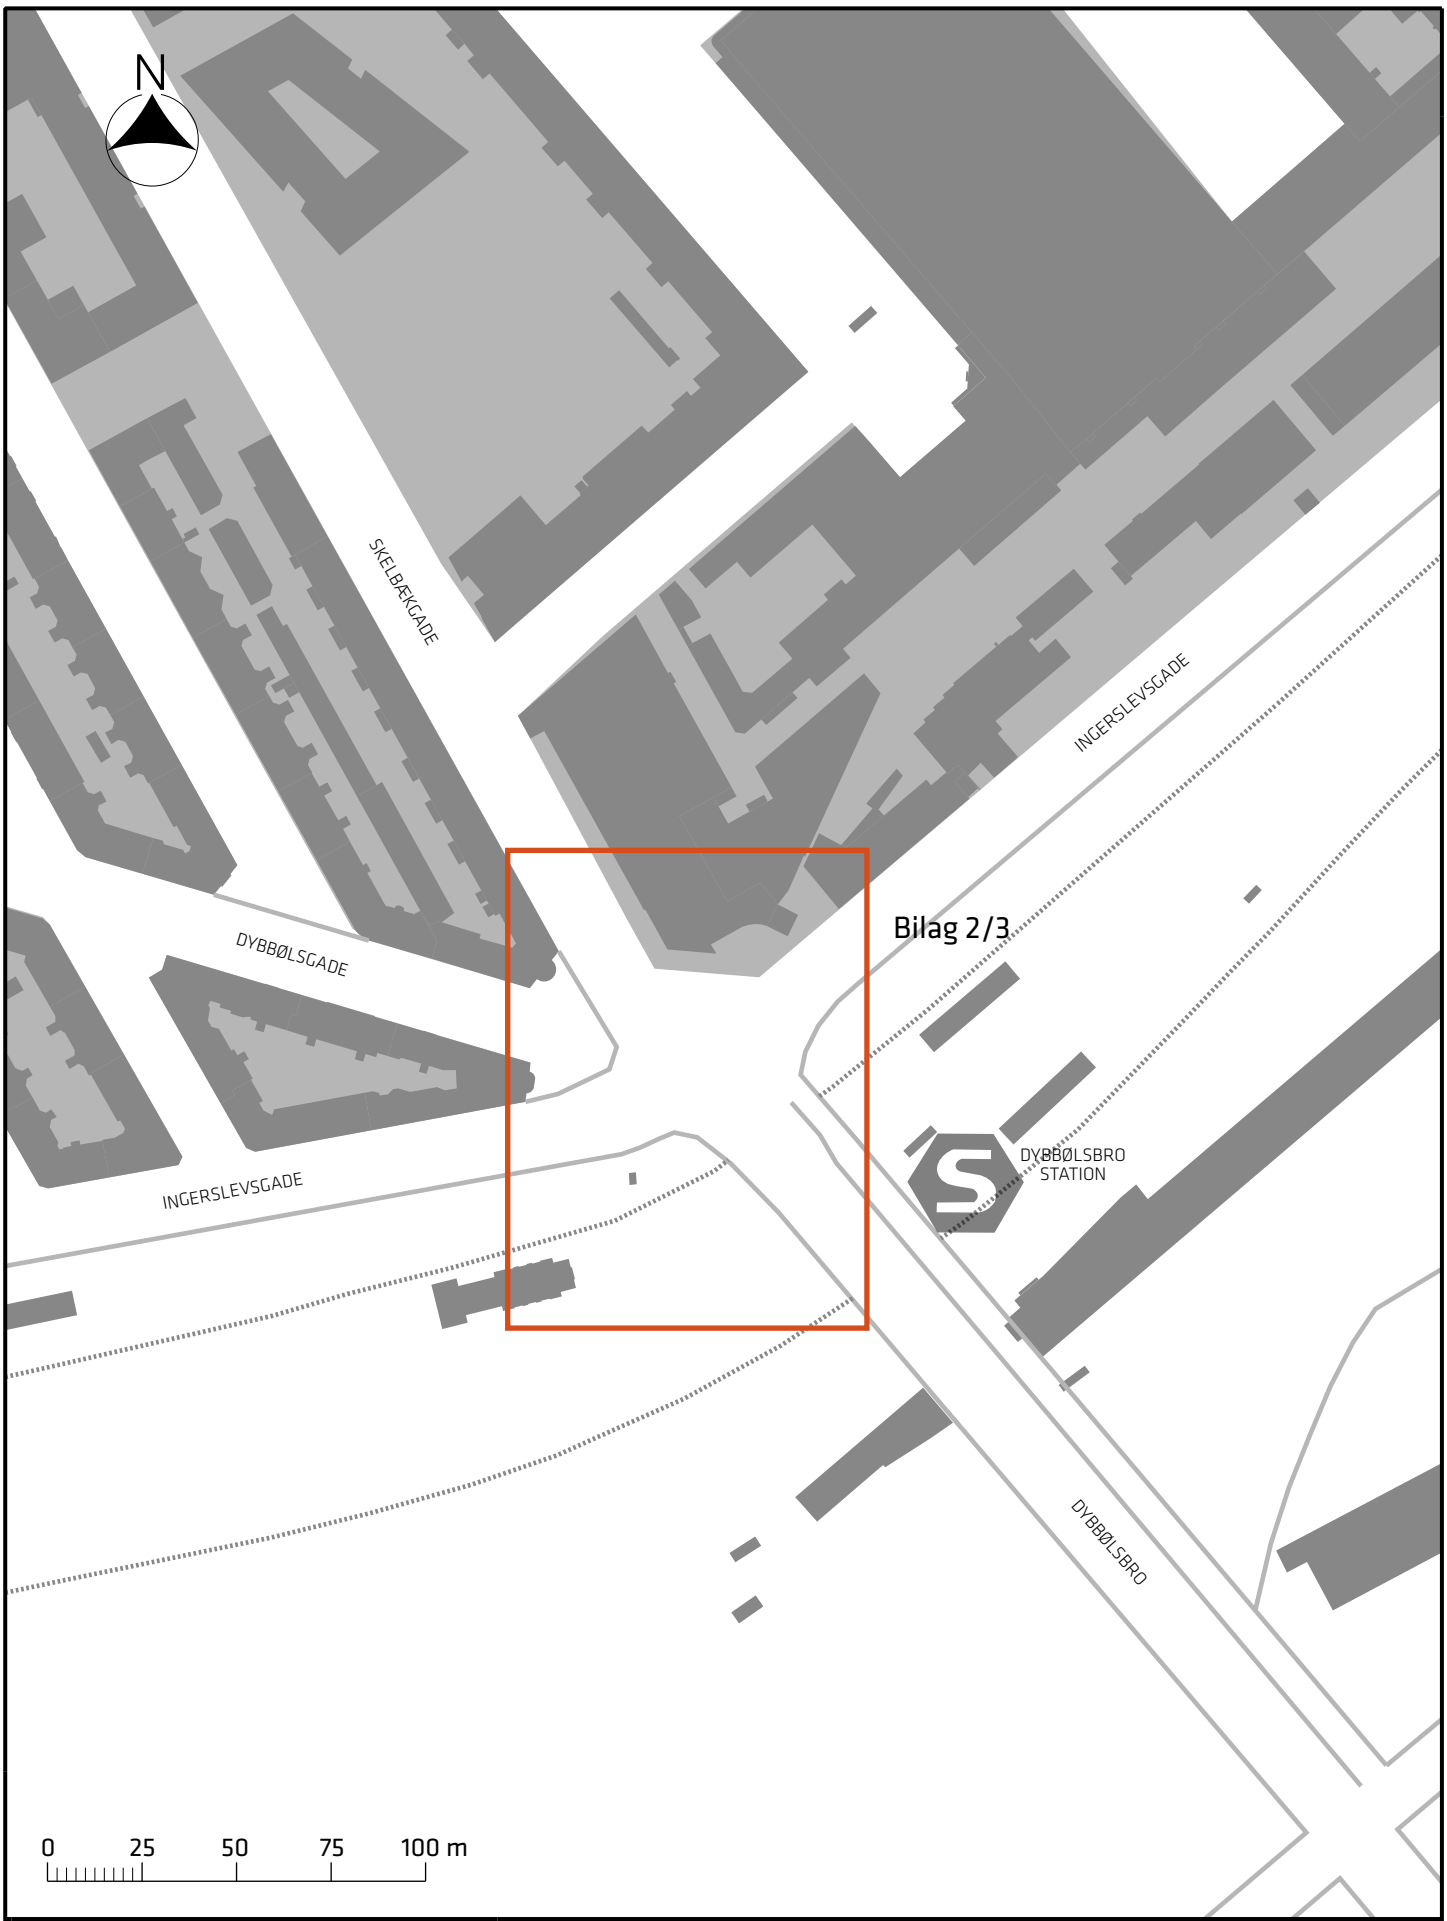 N
SKELBÆKGADE
INGERSLEVSGADE
Bilag 2/3
DYBBØLSGADE
S
DYBBØLSBRO
STATION
INGERSLEVSGADE
DYBBØLSBRO
0 25 50 75 100 m